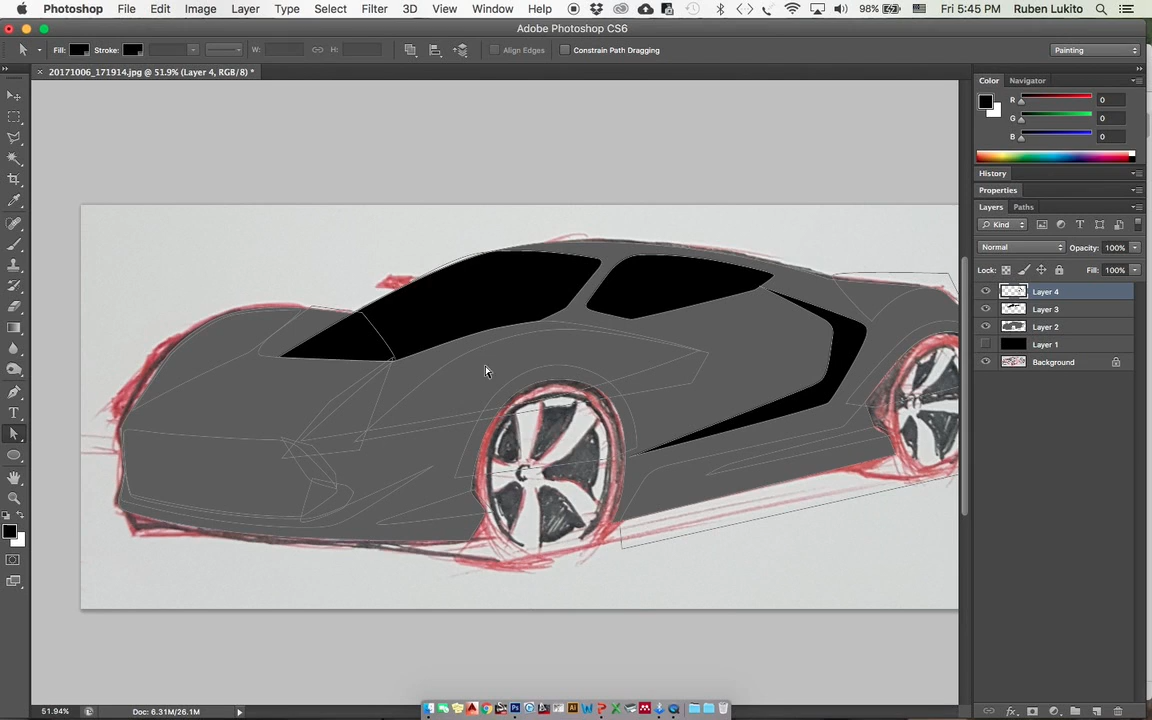 Photoshop File Edit Image Layer Type Select Filter 3D View Window Help 98% Fri 5:45 PM Ruben Lukito
Adobe Photoshop CS6
Fill: Stroke: W: H: Align Edges Constrain Path Dragging Painting
× 20171006_171914.jpg @ 51.9% (Layer 4, RGB/8) *
Color Navigator
R 0
G 0
B 0
History
Properties
Layers Paths
Kind T
Normal Opacity: 100%
Lock: Fill: 100%
Layer 4
Layer 3
Layer 2
Layer 1
Background
T
51.94% Doc: 6.31M/26.1M
fx